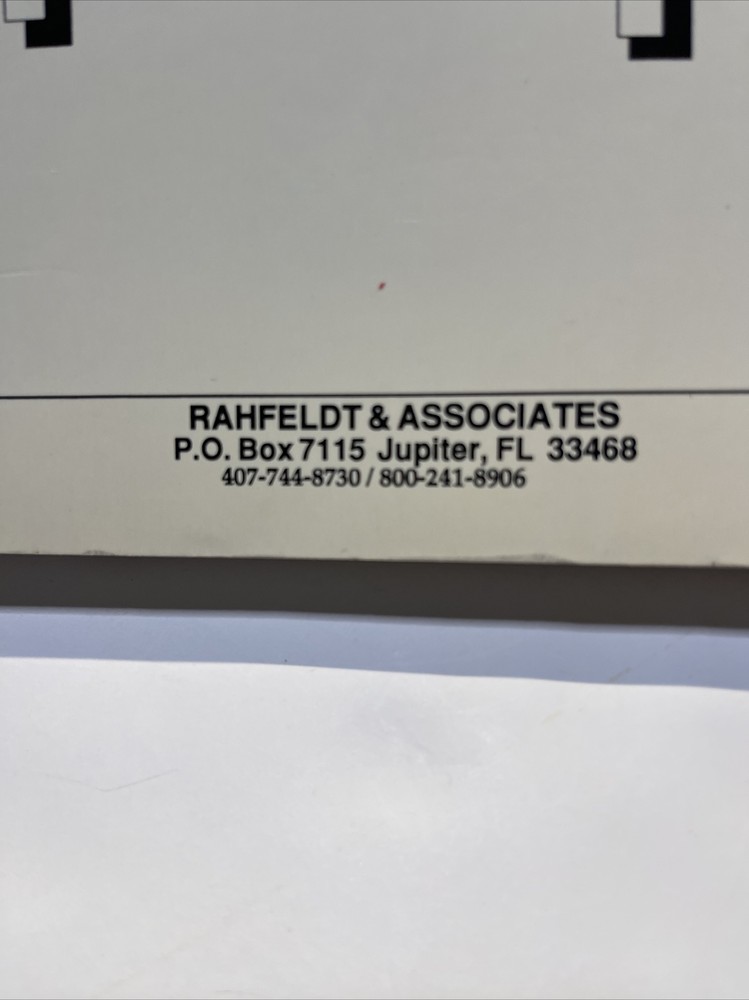 RAHFELDT & ASSOCIATES
P.O. Box 7115 Jupiter, FL 33468
407-744-8730 / 800-241-8906